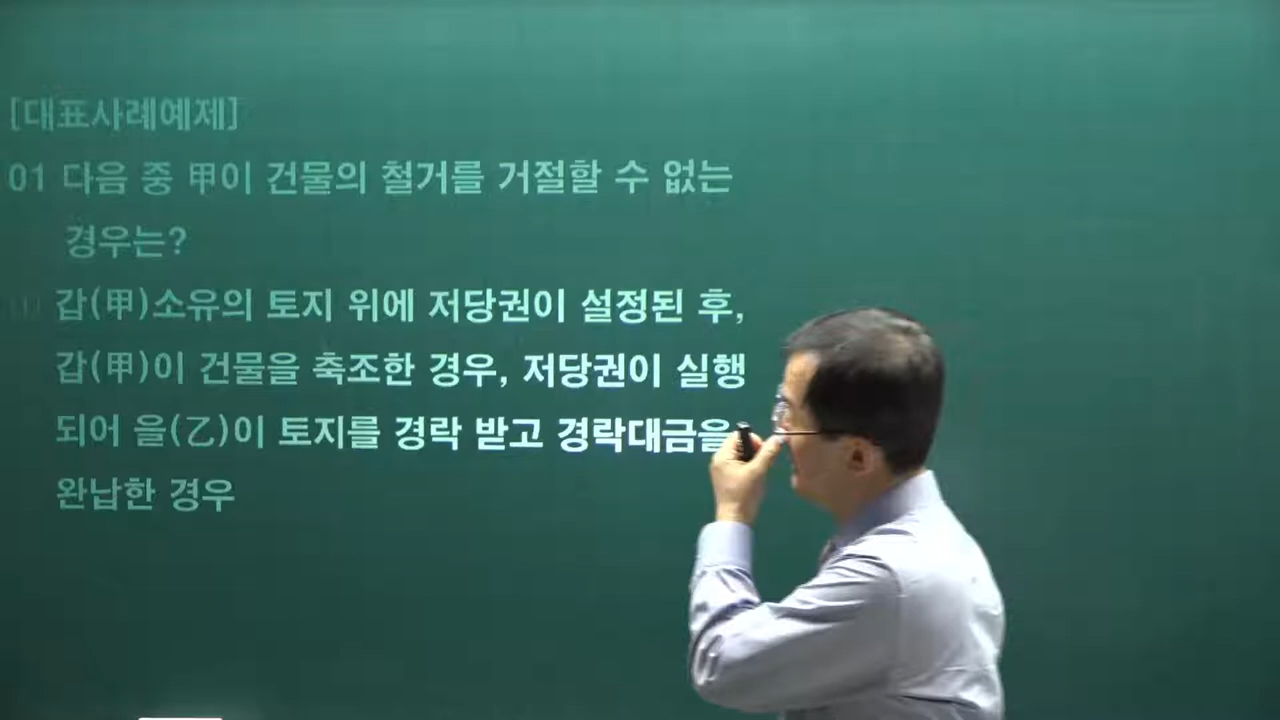 [대표사례예제]
01 다음 중 甲이 건물의 철거를 거절할 수 없는
경우는?
갑(甲)소유의 토지 위에 저당권이 설정된 후,
갑(甲)이 건물을 축조한 경우, 저당권이 실행
되어 을(乙)이 토지를 경락 받고 경락대금을
완납한 경우